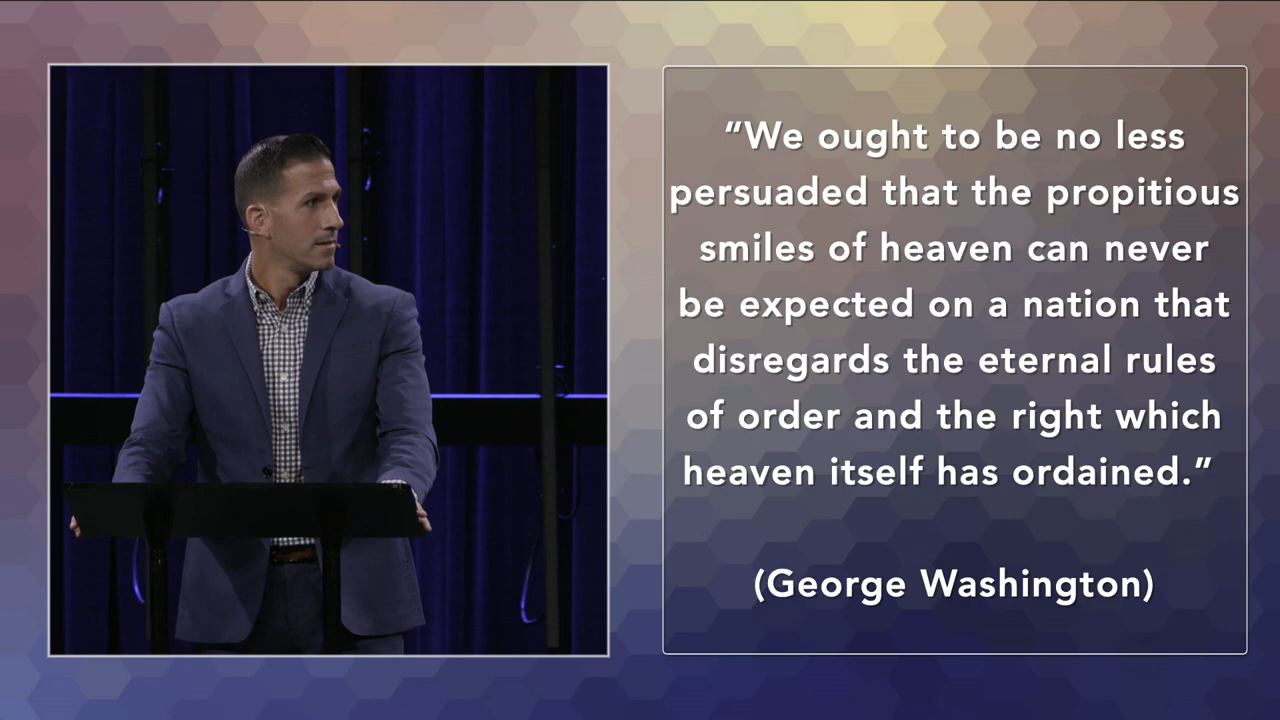 “We ought to be no less
persuaded that the propitious
smiles of heaven can never
be expected on a nation that
disregards the eternal rules
of order and the right which
heaven itself has ordained.”
(George Washington)